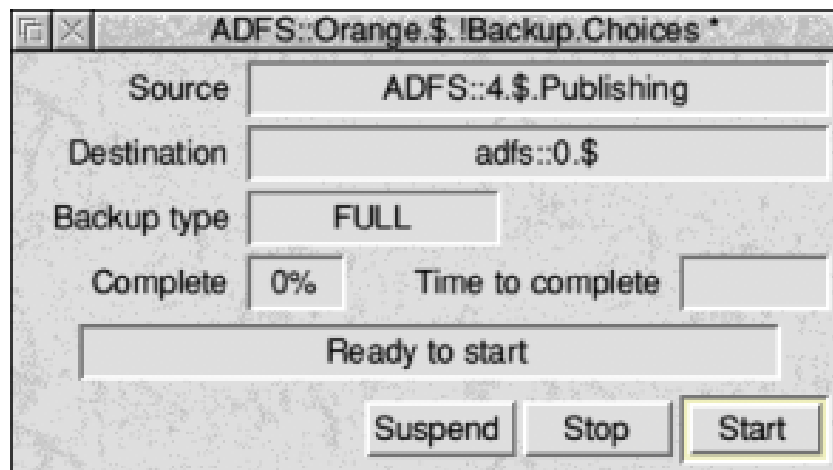 ADFS::Orange.$.!Backup.Choices *
Source ADFS::4.$.Publishing
Destination adfs::0.$
Backup type FULL
Complete 0% Time to complete
Ready to start
Suspend Stop Start